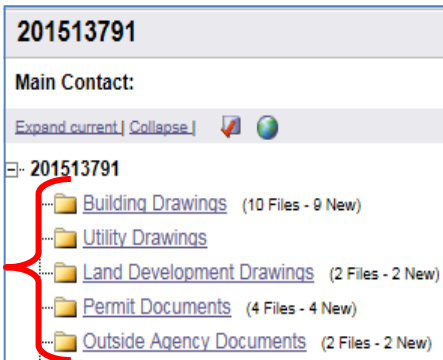 201513791
Main Contact:
Expand current | Collapse |
201513791
Building Drawings (10 Files - 9 New)
Utility Drawings
Land Development Drawings (2 Files - 2 New)
Permit Documents (4 Files - 4 New)
Outside Agency Documents (2 Files - 2 New)